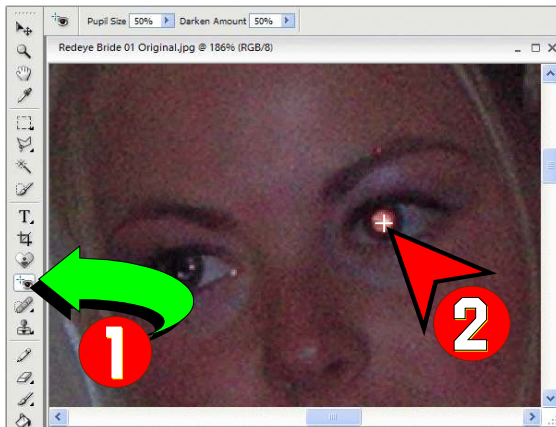 Pupil Size 50% Darken Amount 50%
Redeye Bride 01 Original.jpg @ 186% (RGB/8)
T
1
2